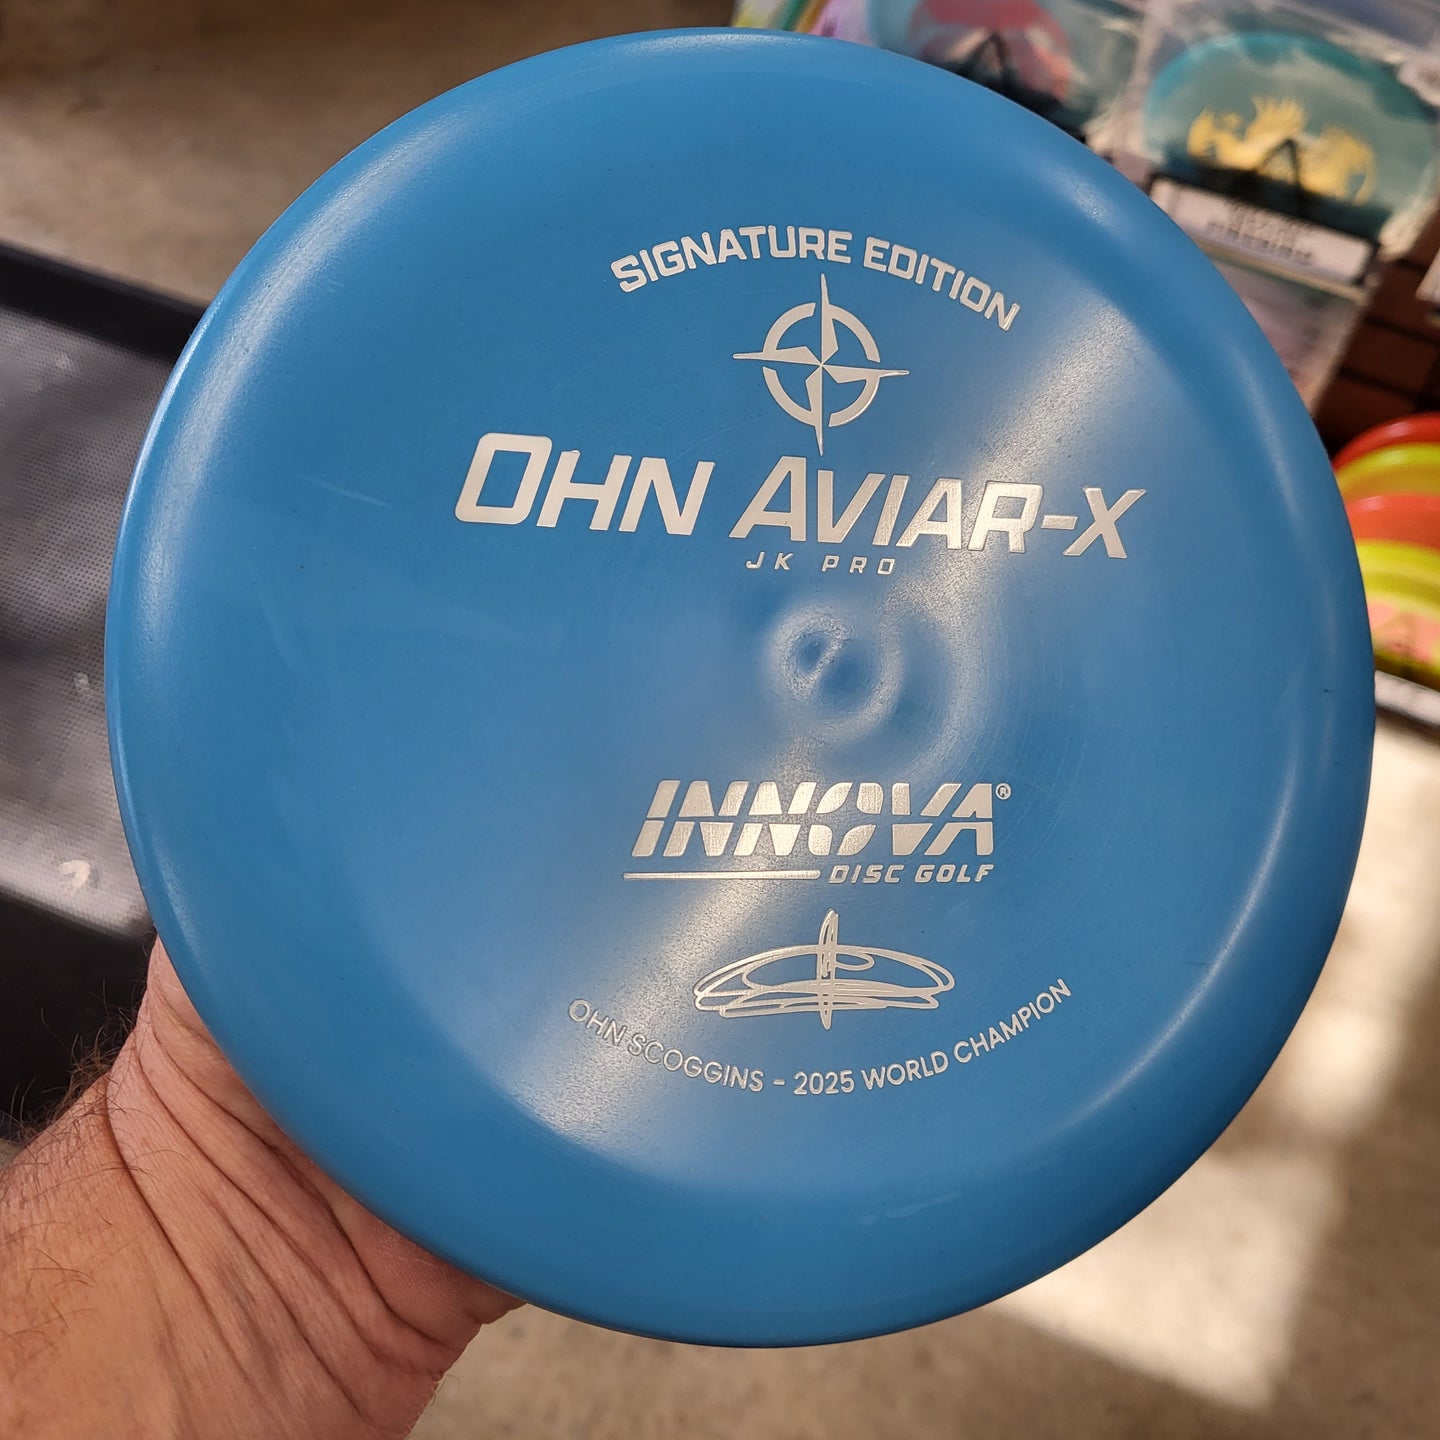 SIGNATURE EDITION
OHN AVIAR-X
JK PRO
INNOVA®
DISC GOLF
OHN SCOGGINS - 2025 WORLD CHAMPION